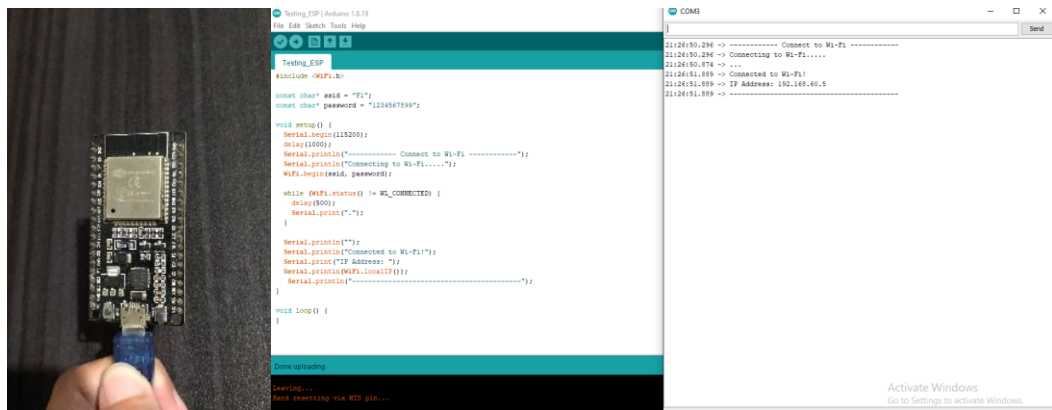 Testing_ESP | Arduino 1.8.19
File Edit Sketch Tools Help
Testing_ESP
#include <WiFi.h>
const char* ssid = "Fi";
const char* password = "1234567899";
void setup() {
Serial.begin(115200);
delay(1000);
Serial.println("------------ Connect to Wi-Fi ------------");
Serial.println("Connecting to Wi-Fi.....");
WiFi.begin(ssid, password);
while (WiFi.status() != WL_CONNECTED) {
delay(500);
Serial.print(".");
}
Serial.println("");
Serial.println("Connected to Wi-Fi!");
Serial.print("IP Address: ");
Serial.println(WiFi.localIP());
Serial.println("------------------------------------------");
}
void loop() {
}
Done uploading
Leaving...
Hard resetting via RTS pin...
COM3
Send
21:26:50.296 -> ------------ Connect to Wi-Fi ------------
21:26:50.296 -> Connecting to Wi-Fi.....
21:26:50.874 -> ...
21:26:51.889 -> Connected to Wi-Fi!
21:26:51.889 -> IP Address: 192.168.60.5
21:26:51.889 -> ------------------------------------------
Activate Windows
Go to Settings to activate Windows.